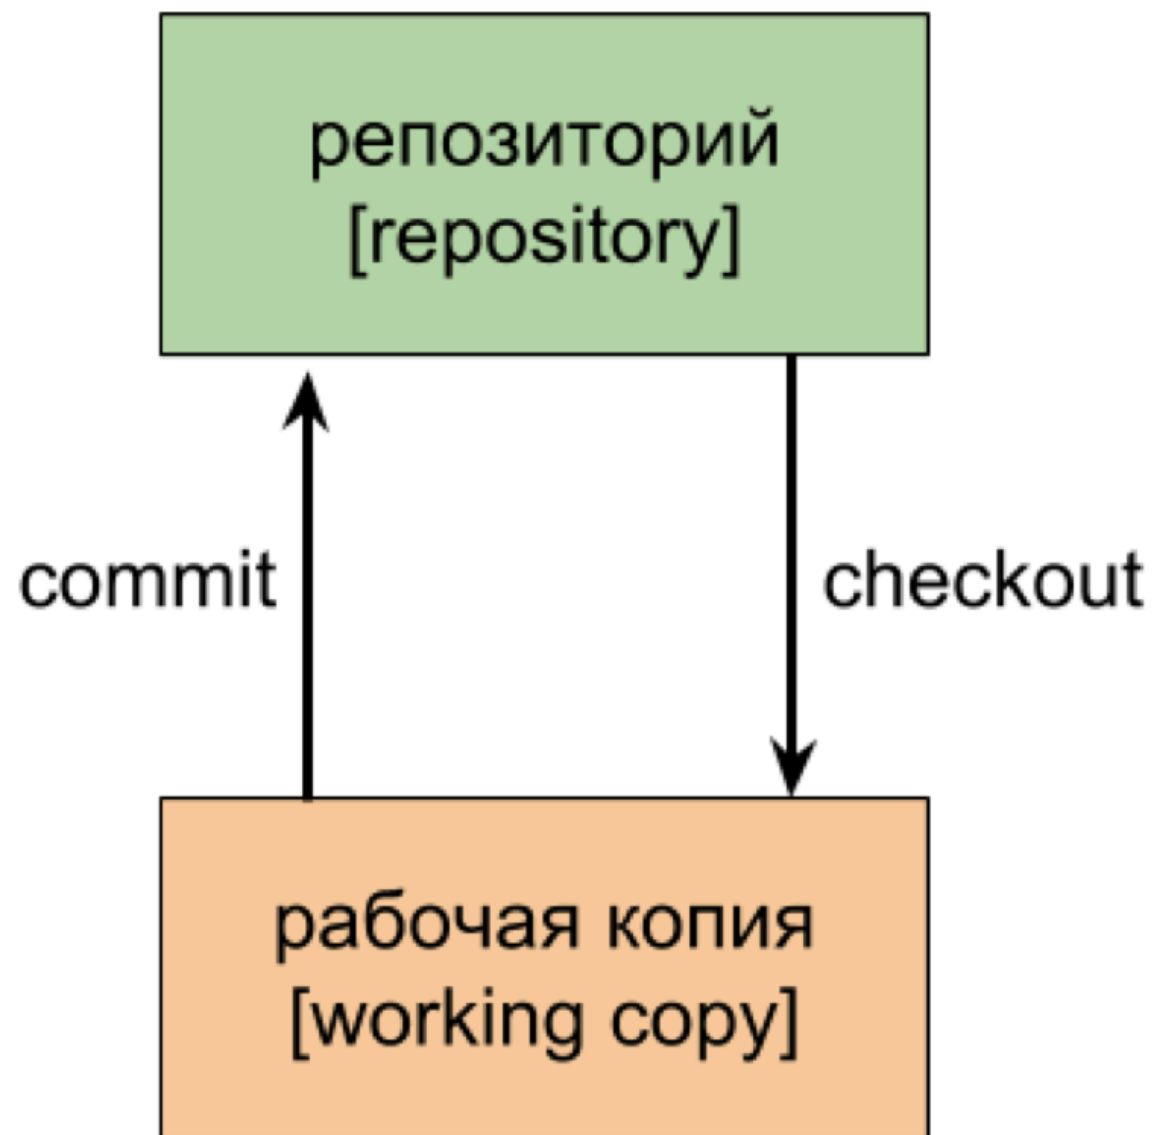 репозиторий
[repository]
commit
checkout
рабочая копия
[working copy]